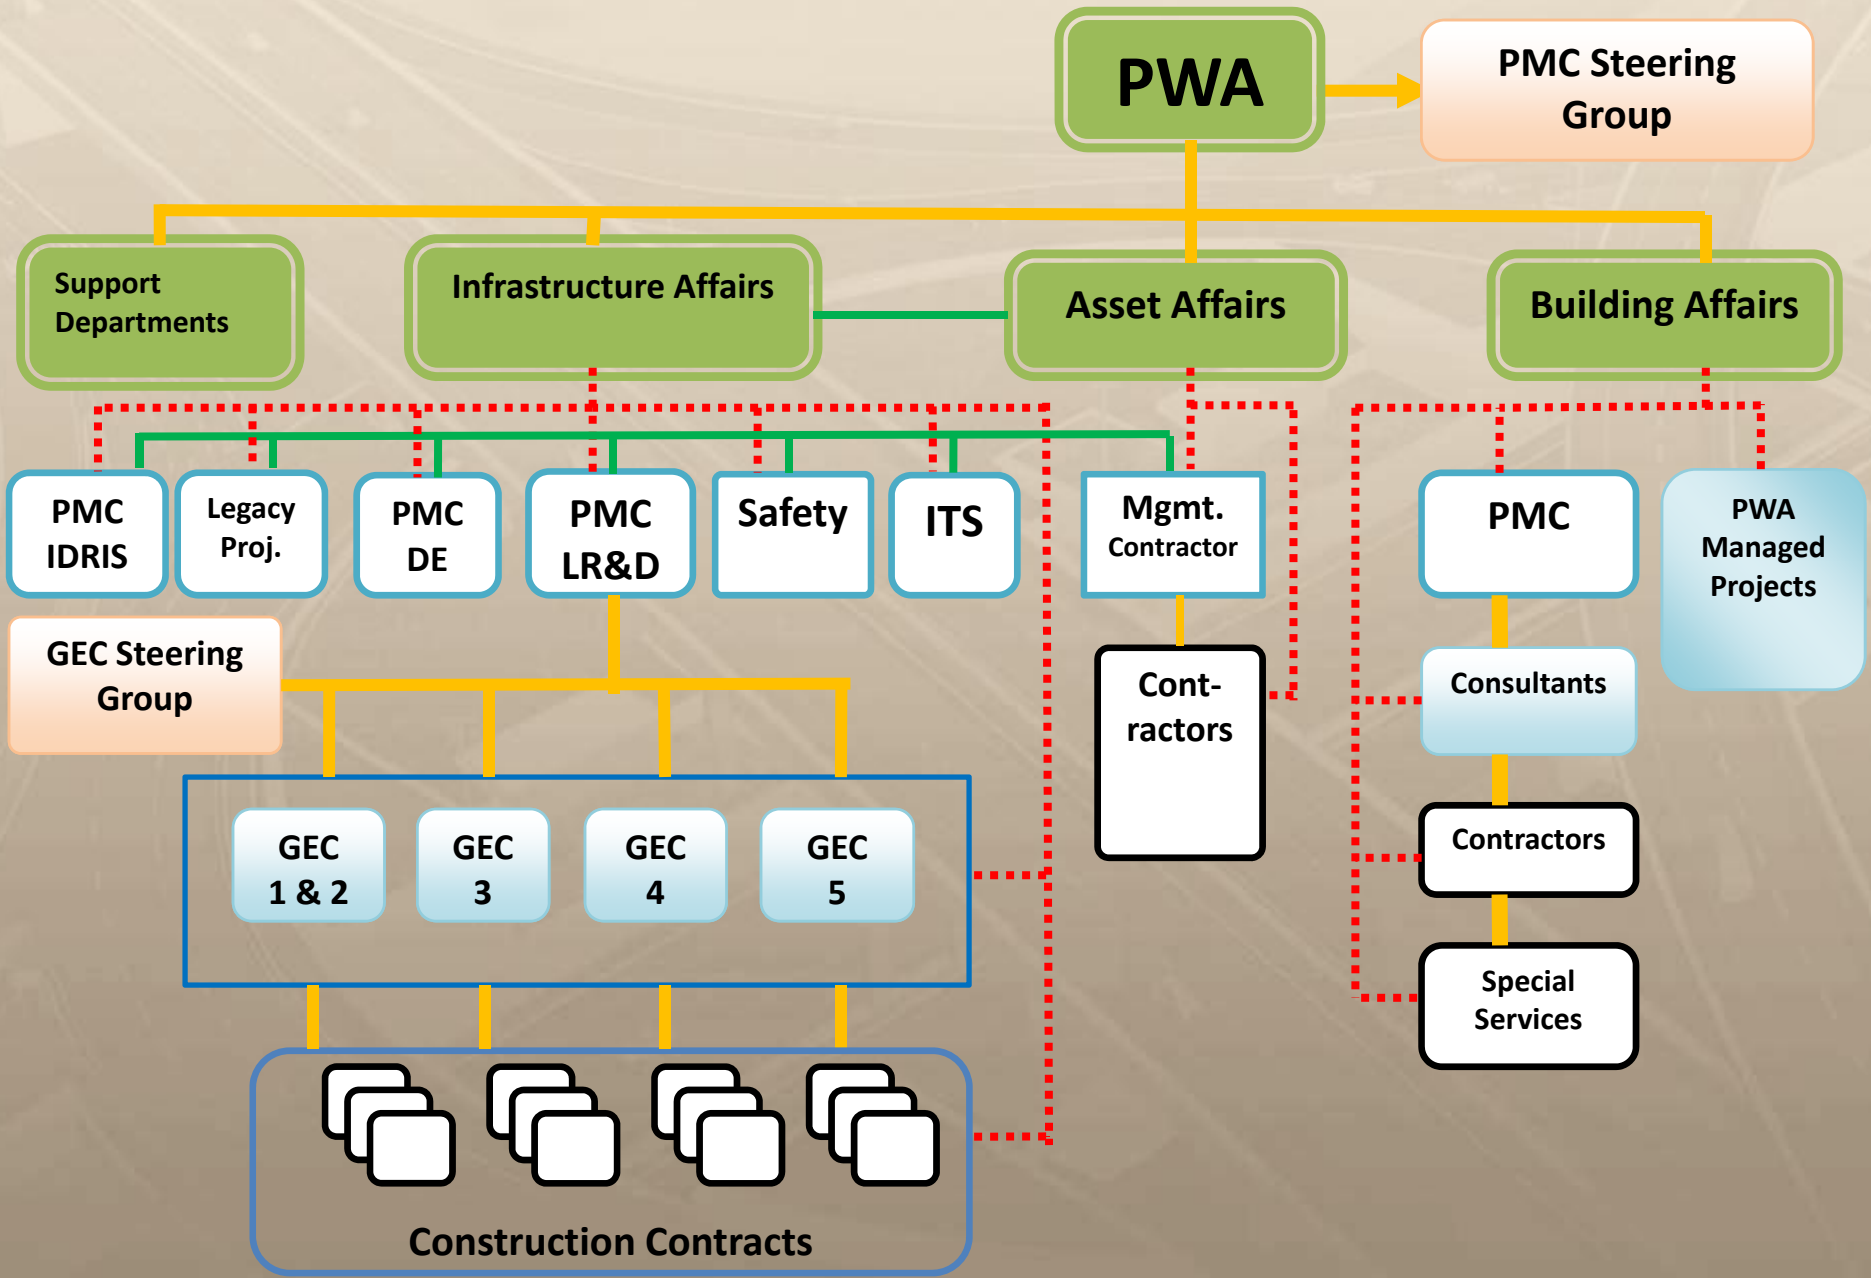 PWA
PMC Steering
Group
Support
Departments
Infrastructure Affairs
Asset Affairs
Building Affairs
PMC
IDRIS
Legacy
Proj.
PMC
DE
PMC
LR&D
Safety
ITS
Mgmt.
Contractor
PMC
PWA
Managed
Projects
GEC Steering
Group
Cont-
ractors
Consultants
GEC
1 & 2
GEC
3
GEC
4
GEC
5
Contractors
Special
Services
Construction Contracts